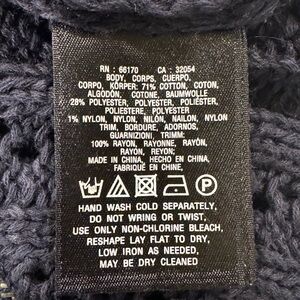 RN : 66170 CA : 32054
BODY, CORPS, CUERPO,
CORPO, KÖRPER: 71% COTTON, COTON,
ALGODÓN, COTONE, BAUMWOLLE
28% POLYESTER, POLYESTER, POLIÉSTER,
POLIESTERE, POLYESTER
1% NYLON, NYLON, NILÓN, NAILON, NYLON
TRIM, BORDURE, ADORNOS,
GUARNIZIONI, TRIMM:
100% RAYON, RAYONNE, RAYÓN,
RAYON, REYON;
MADE IN CHINA, HECHO EN CHINA,
FABRIQUÉ EN CHINE,
P
HAND WASH COLD SEPARATELY,
DO NOT WRING OR TWIST,
USE ONLY NON-CHLORINE BLEACH,
RESHAPE LAY FLAT TO DRY,
LOW IRON AS NEEDED,
MAY BE DRY CLEANED